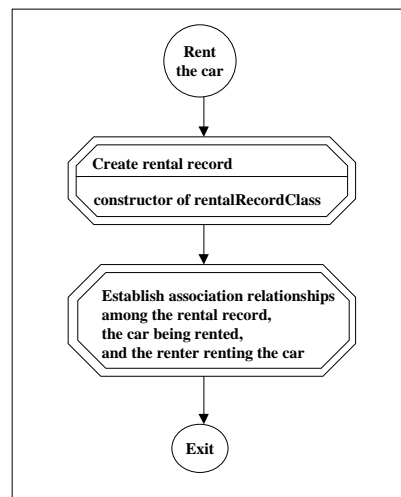 Rent
the car
Create rental record
constructor of rentalRecordClass
Establish association relationships
among the rental record,
the car being rented,
and the renter renting the car
Exit